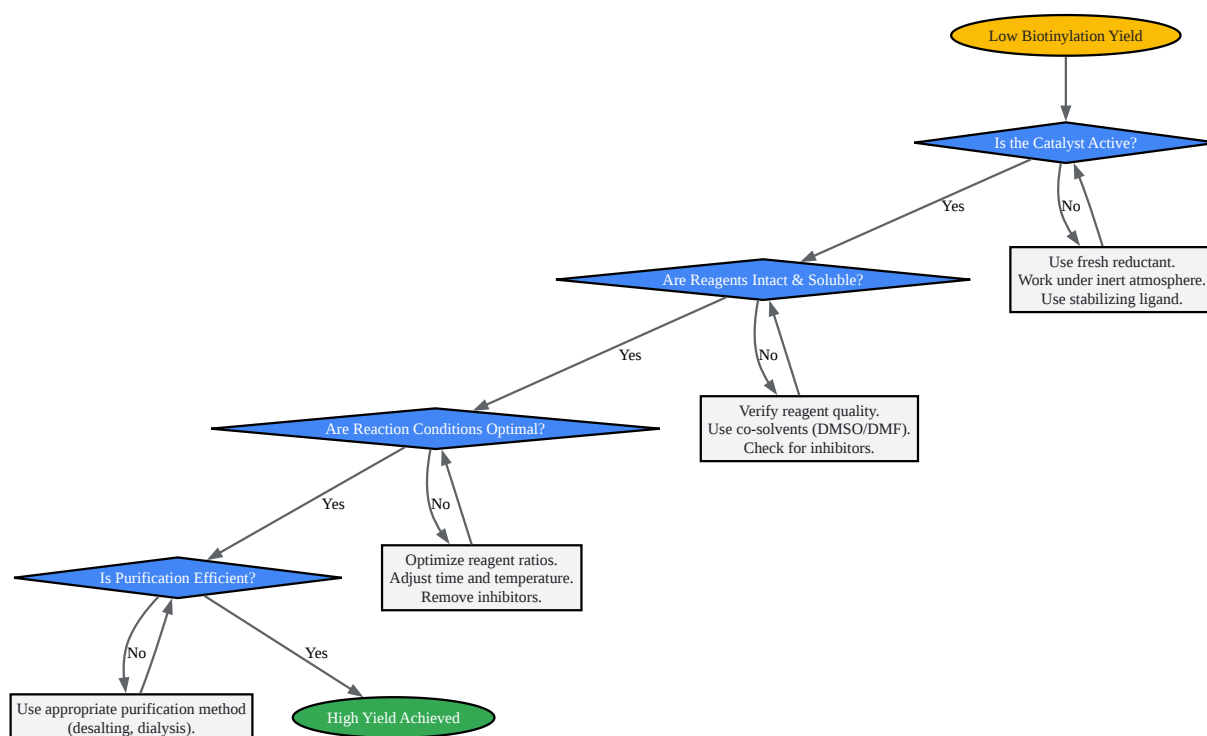 Low Biotinylation Yield
Is the Catalyst Active?
Yes
No
Use fresh reductant.
Work under inert atmosphere.
Use stabilizing ligand.
Are Reagents Intact & Soluble?
Yes
No
Verify reagent quality.
Use co-solvents (DMSO/DMF).
Check for inhibitors.
Are Reaction Conditions Optimal?
Yes
No
Optimize reagent ratios.
Adjust time and temperature.
Remove inhibitors.
Is Purification Efficient?
No
Yes
Use appropriate purification method
(desalting, dialysis).
High Yield Achieved